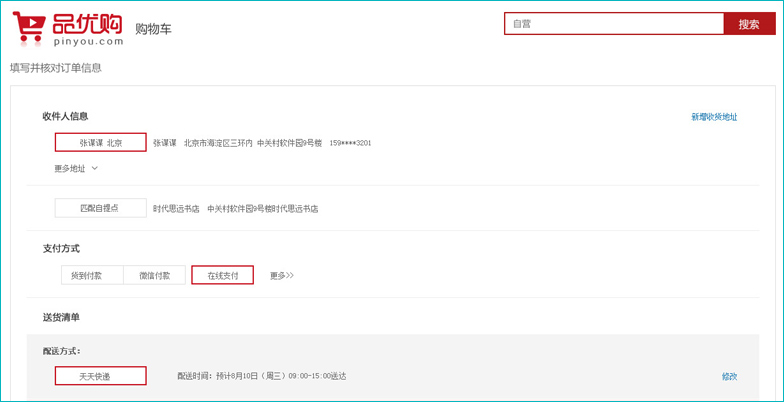 品优购 购物车 自营 搜索
pinyou.com
填写并核对订单信息
收件人信息 新增收货地址
张谋谋 北京 张谋谋 北京市海淀区三环内 中关村软件园9号楼 159****3201
更多地址
匹配自提点 时代思远书店 中关村软件园9号楼时代思远书店
支付方式
货到付款 微信付款 在线支付 更多>>
送货清单
配送方式：
天天快递 配送时间：预计8月10日（周三）09:00-15:00送达 修改